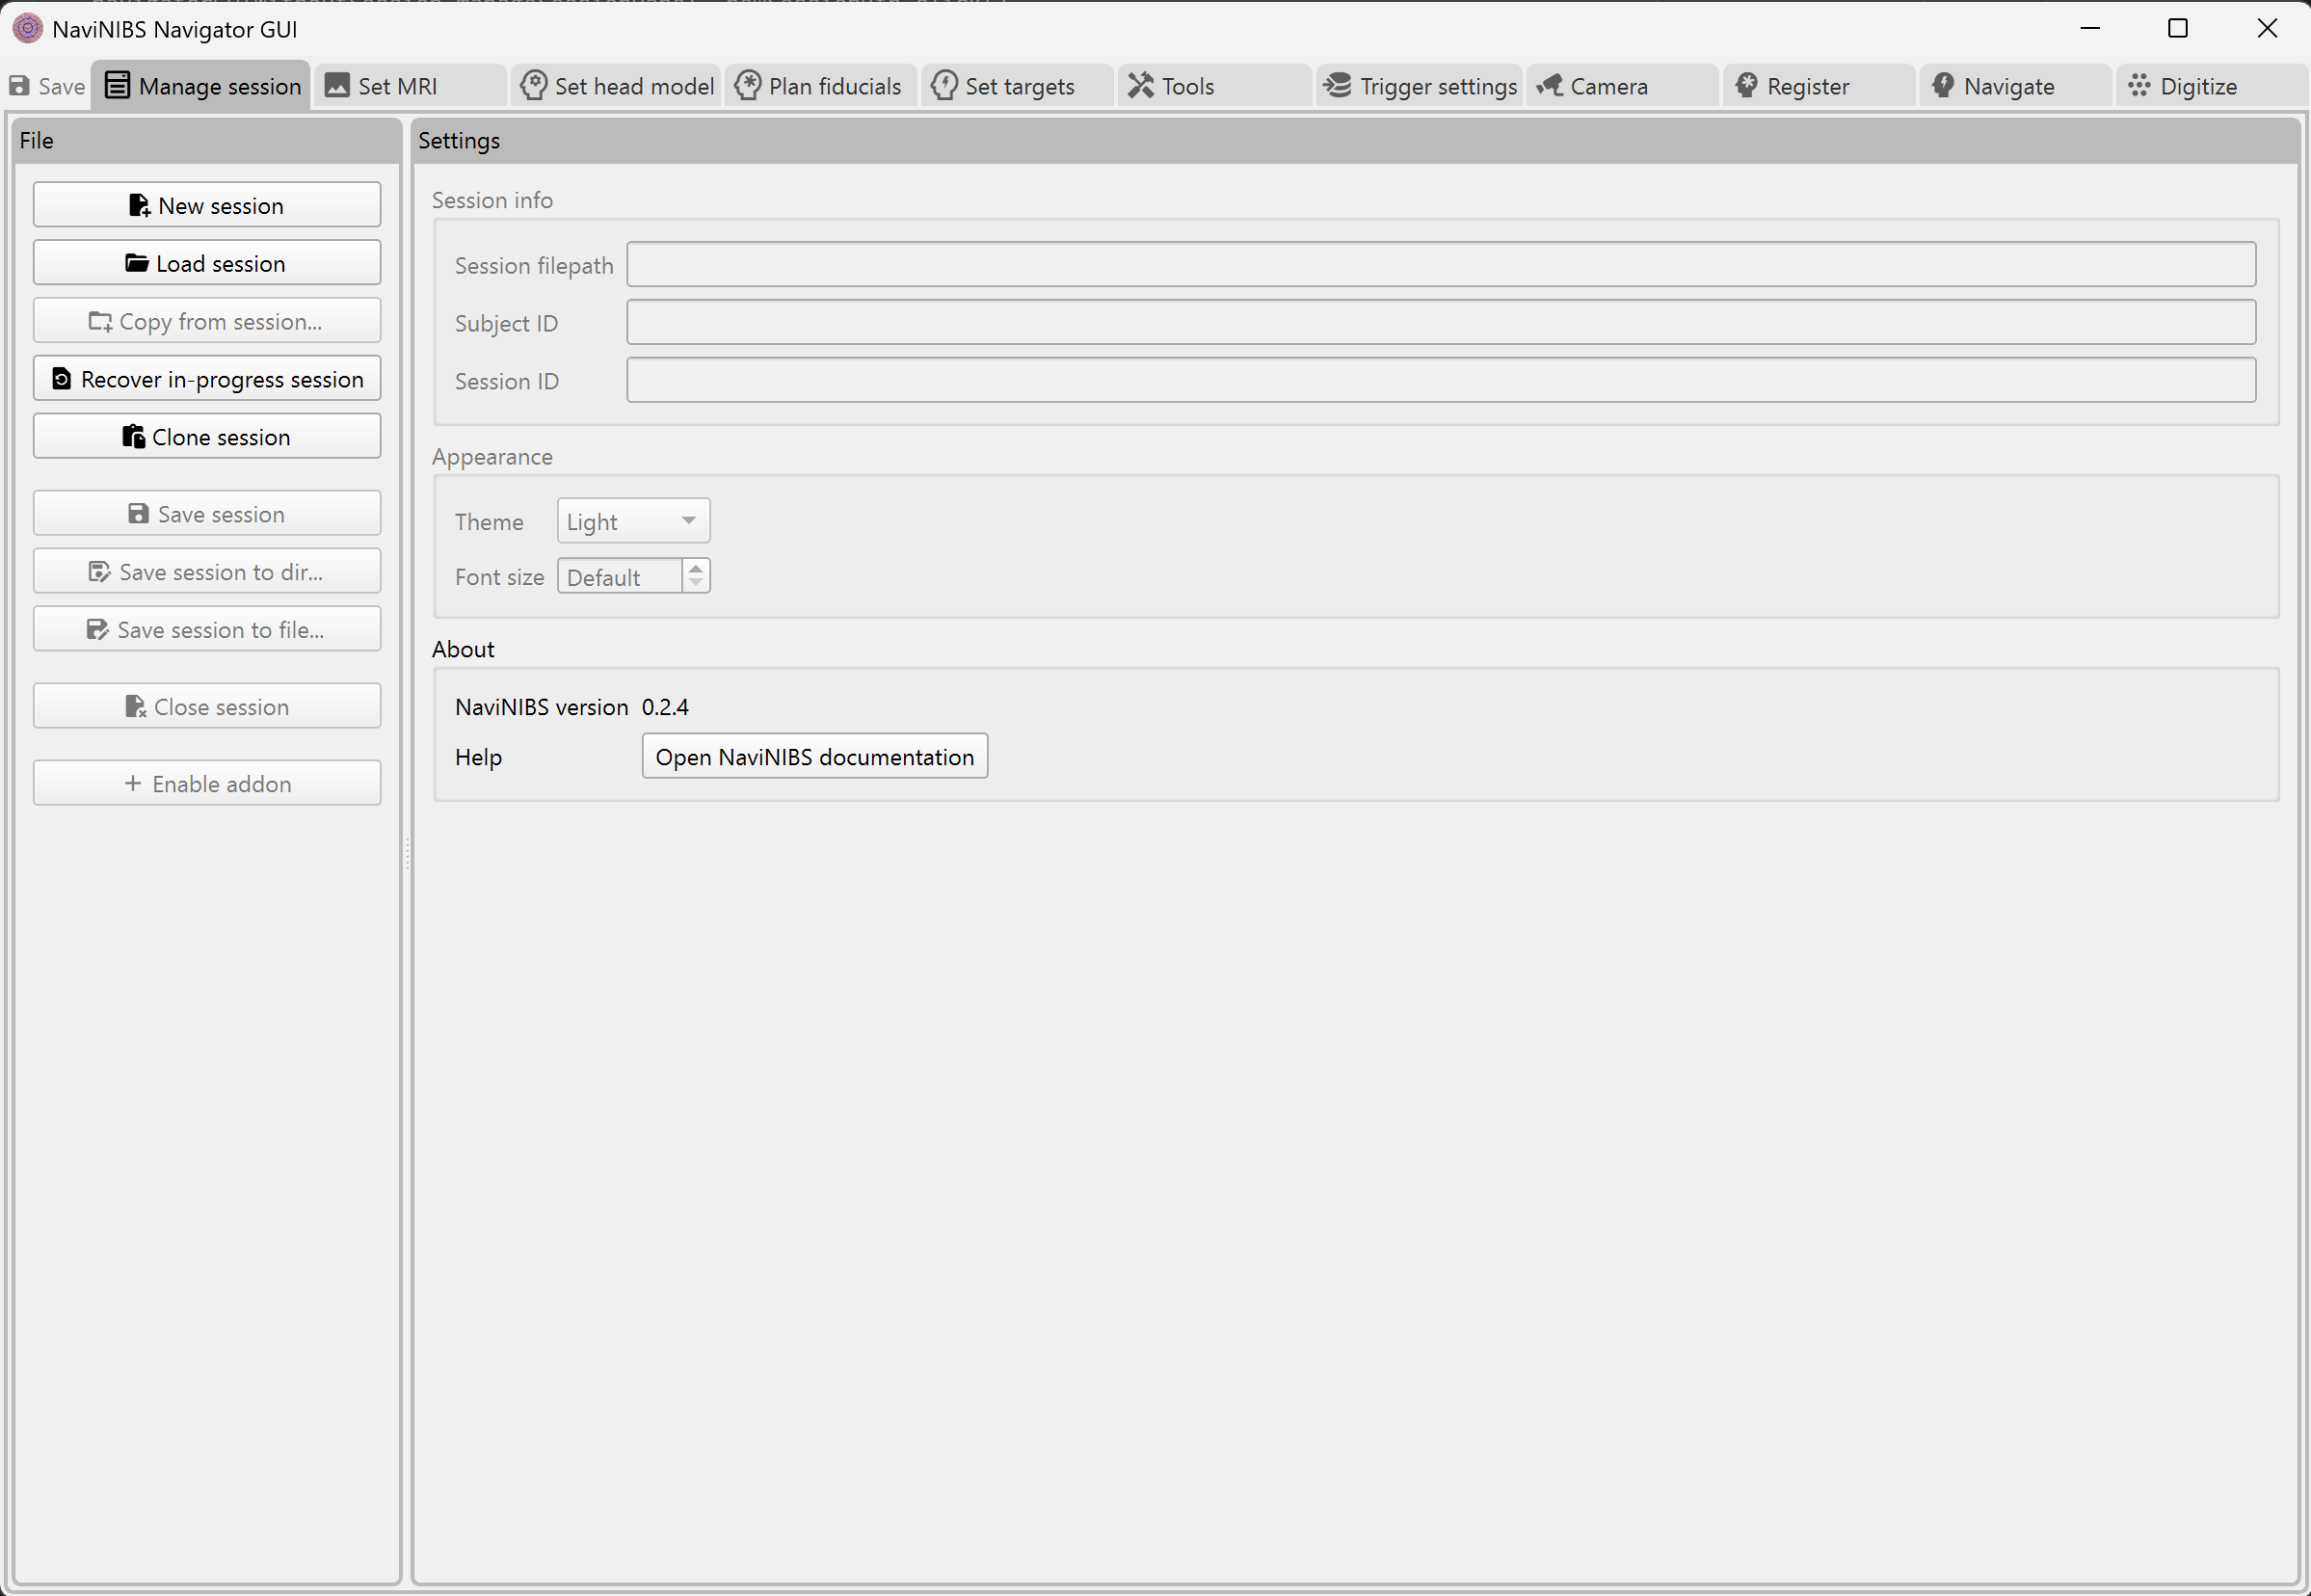 NaviNIBS Navigator GUI
Save Manage session Set MRI Set head model Plan fiducials Set targets Tools Trigger settings Camera Register Navigate Digitize
File
New session
Load session
Copy from session...
Recover in-progress session
Clone session
Save session
Save session to dir...
Save session to file...
Close session
Enable addon
Settings
Session info
Session filepath
Subject ID
Session ID
Appearance
Theme Light
Font size Default
About
NaviNIBS version 0.2.4
Help Open NaviNIBS documentation